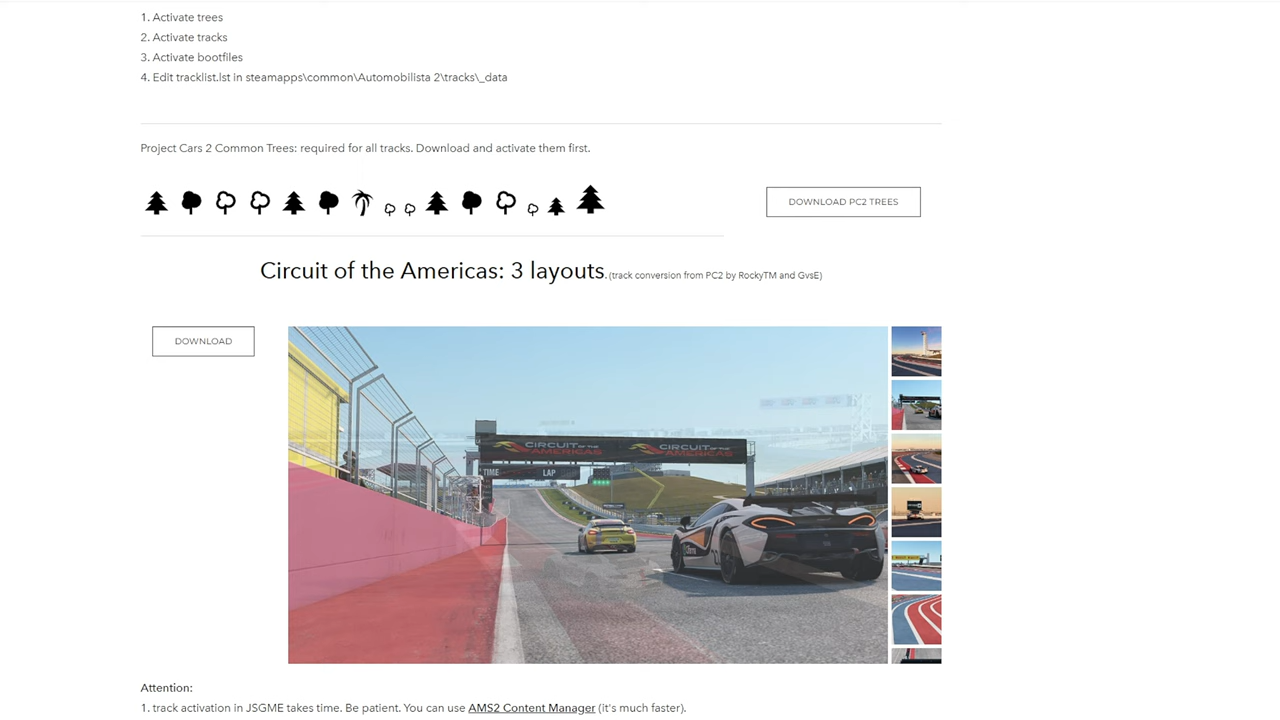 1. Activate trees
2. Activate tracks
3. Activate bootfiles
4. Edit tracklist.lst in steamapps\common\Automobilista 2\tracks\_data
Project Cars 2 Common Trees: required for all tracks. Download and activate them first.
DOWNLOAD PC2 TREES
Circuit of the Americas: 3 layouts. (track conversion from PC2 by RockyTM and GvsE)
DOWNLOAD
CIRCUIT OF THE AMERICAS
CIRCUIT OF THE AMERICAS
TIME LAP
Attention:
1. track activation in JSGME takes time. Be patient. You can use AMS2 Content Manager (it's much faster).